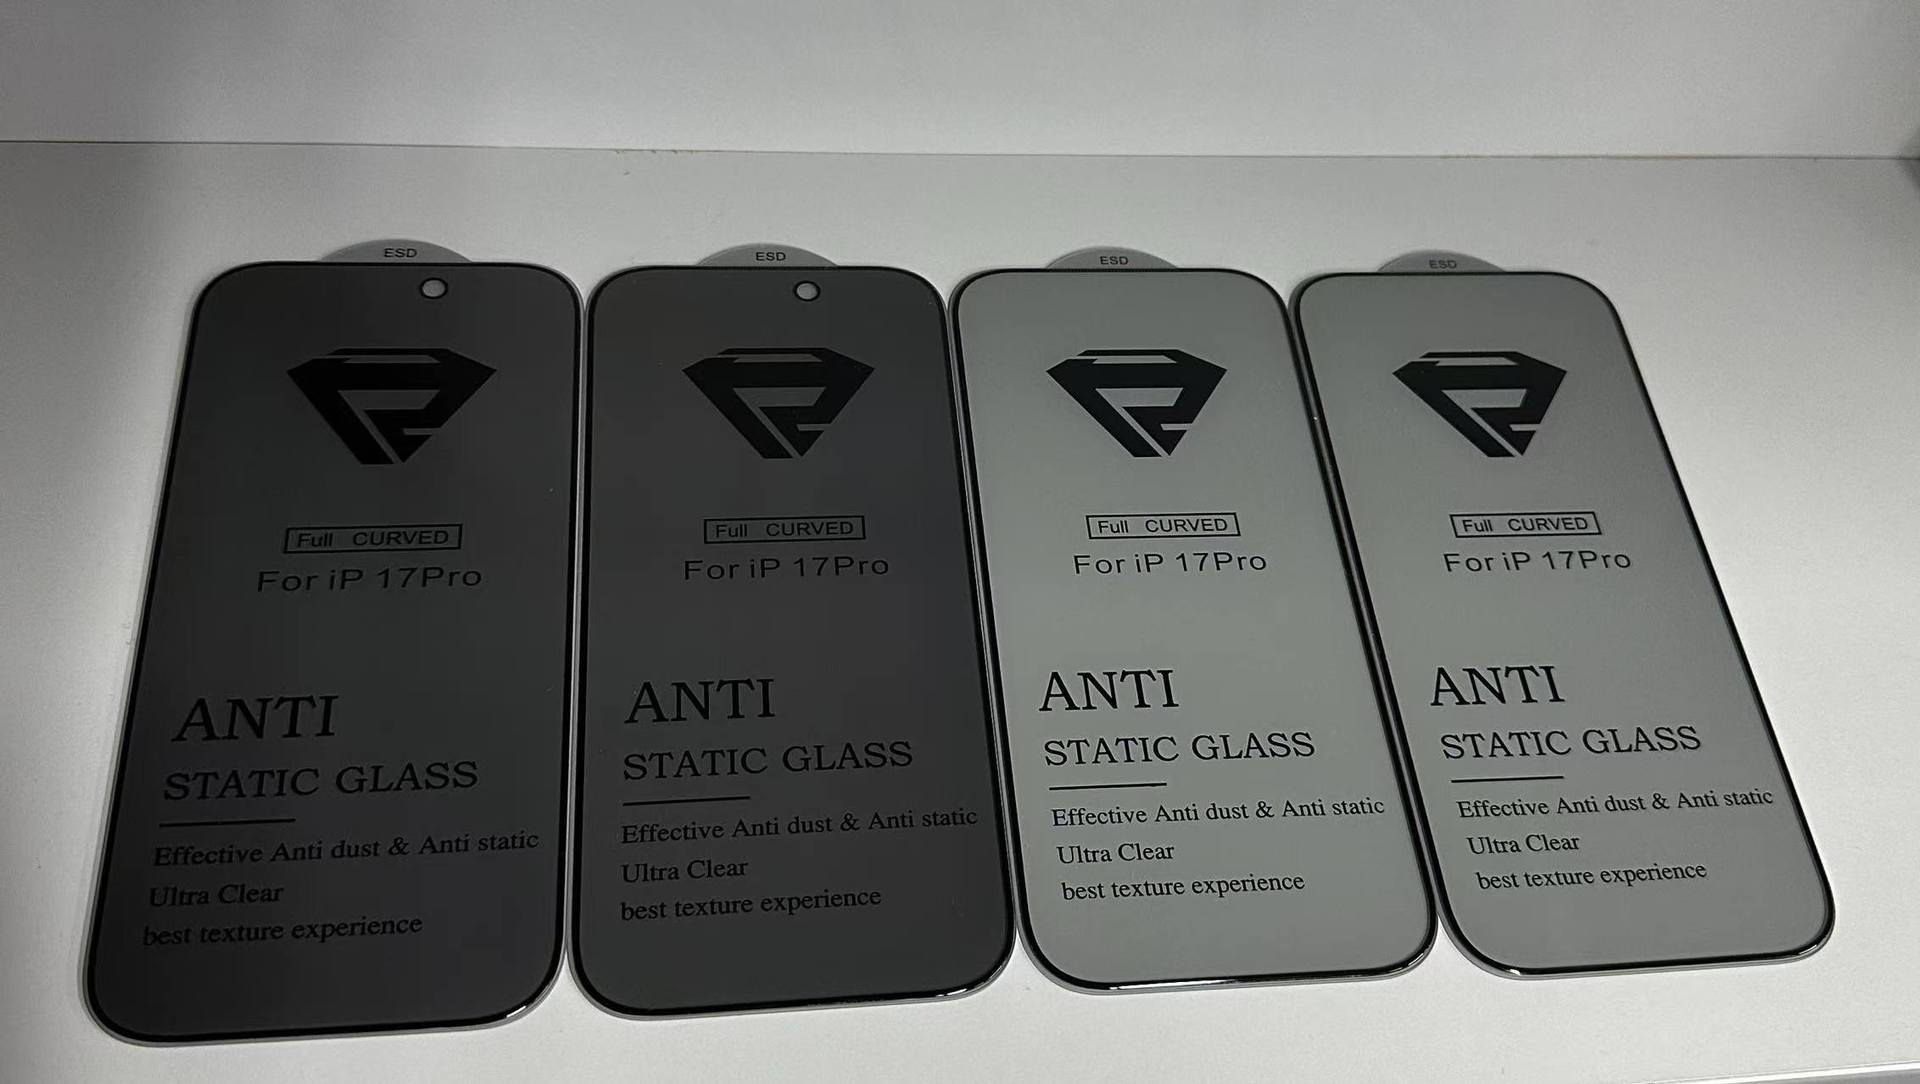 ESD
Full CURVED
For iP 17Pro
ANTI
STATIC GLASS
Effective Anti dust & Anti static
Ultra Clear
best texture experience
ESD
Full CURVED
For iP 17Pro
ANTI
STATIC GLASS
Effective Anti dust & Anti static
Ultra Clear
best texture experience
ESD
Full CURVED
For iP 17Pro
ANTI
STATIC GLASS
Effective Anti dust & Anti static
Ultra Clear
best texture experience
ESD
Full CURVED
For iP 17Pro
ANTI
STATIC GLASS
Effective Anti dust & Anti static
Ultra Clear
best texture experience